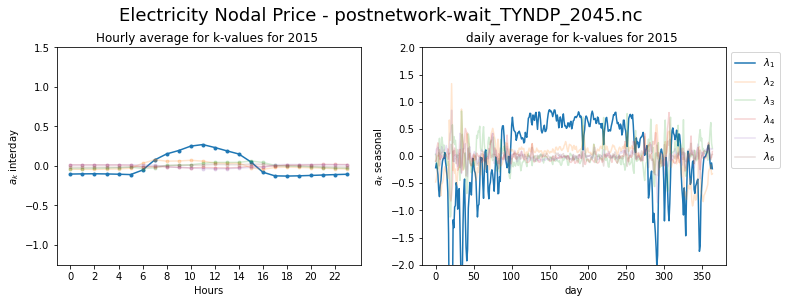 Electricity Nodal Price - postnetwork-wait_TYNDP_2045.nc
Hourly average for k-values for 2015
1.5
1.0
0.5
0.0
−0.5
−1.0
a_k interday
0 2 4 6 8 10 12 14 16 18 20 22
Hours
daily average for k-values for 2015
2.0
1.5
1.0
0.5
0.0
−0.5
−1.0
−1.5
−2.0
a_k seasonal
0 50 100 150 200 250 300 350
day
λ₁
λ₂
λ₃
λ₄
λ₅
λ₆